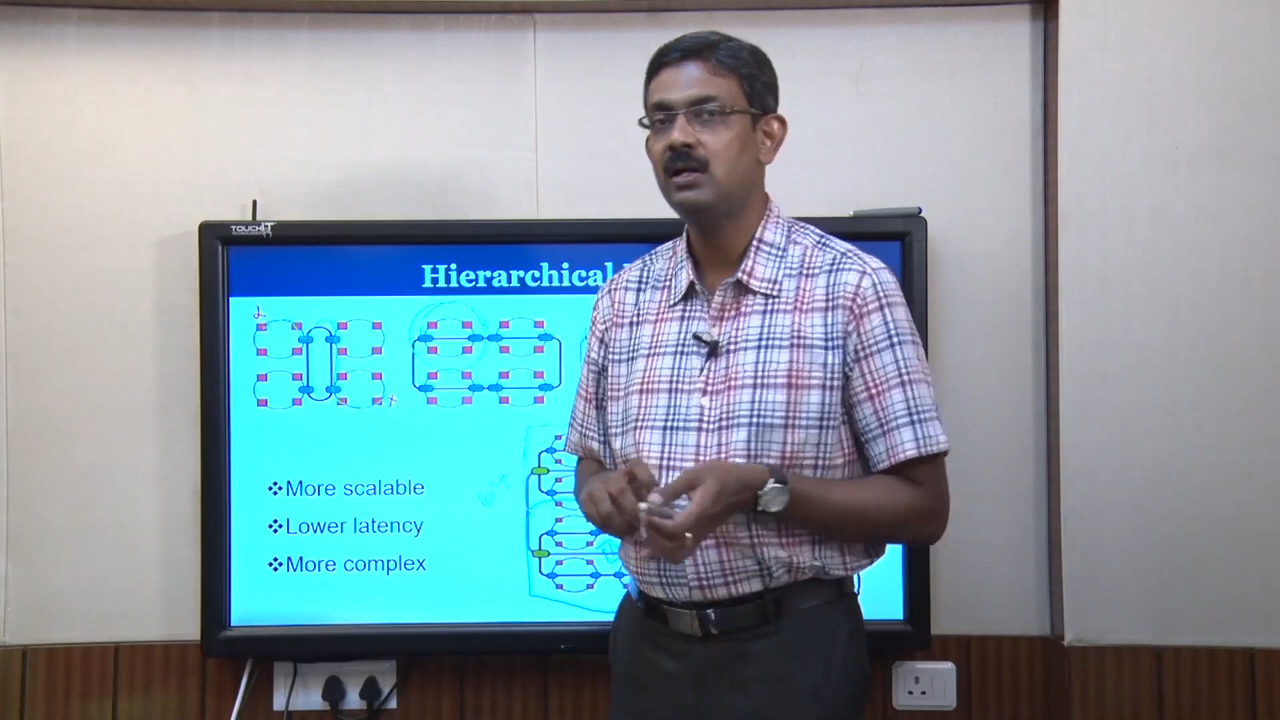 TOUCHIT
Hierarchical
❖More scalable
❖Lower latency
❖More complex